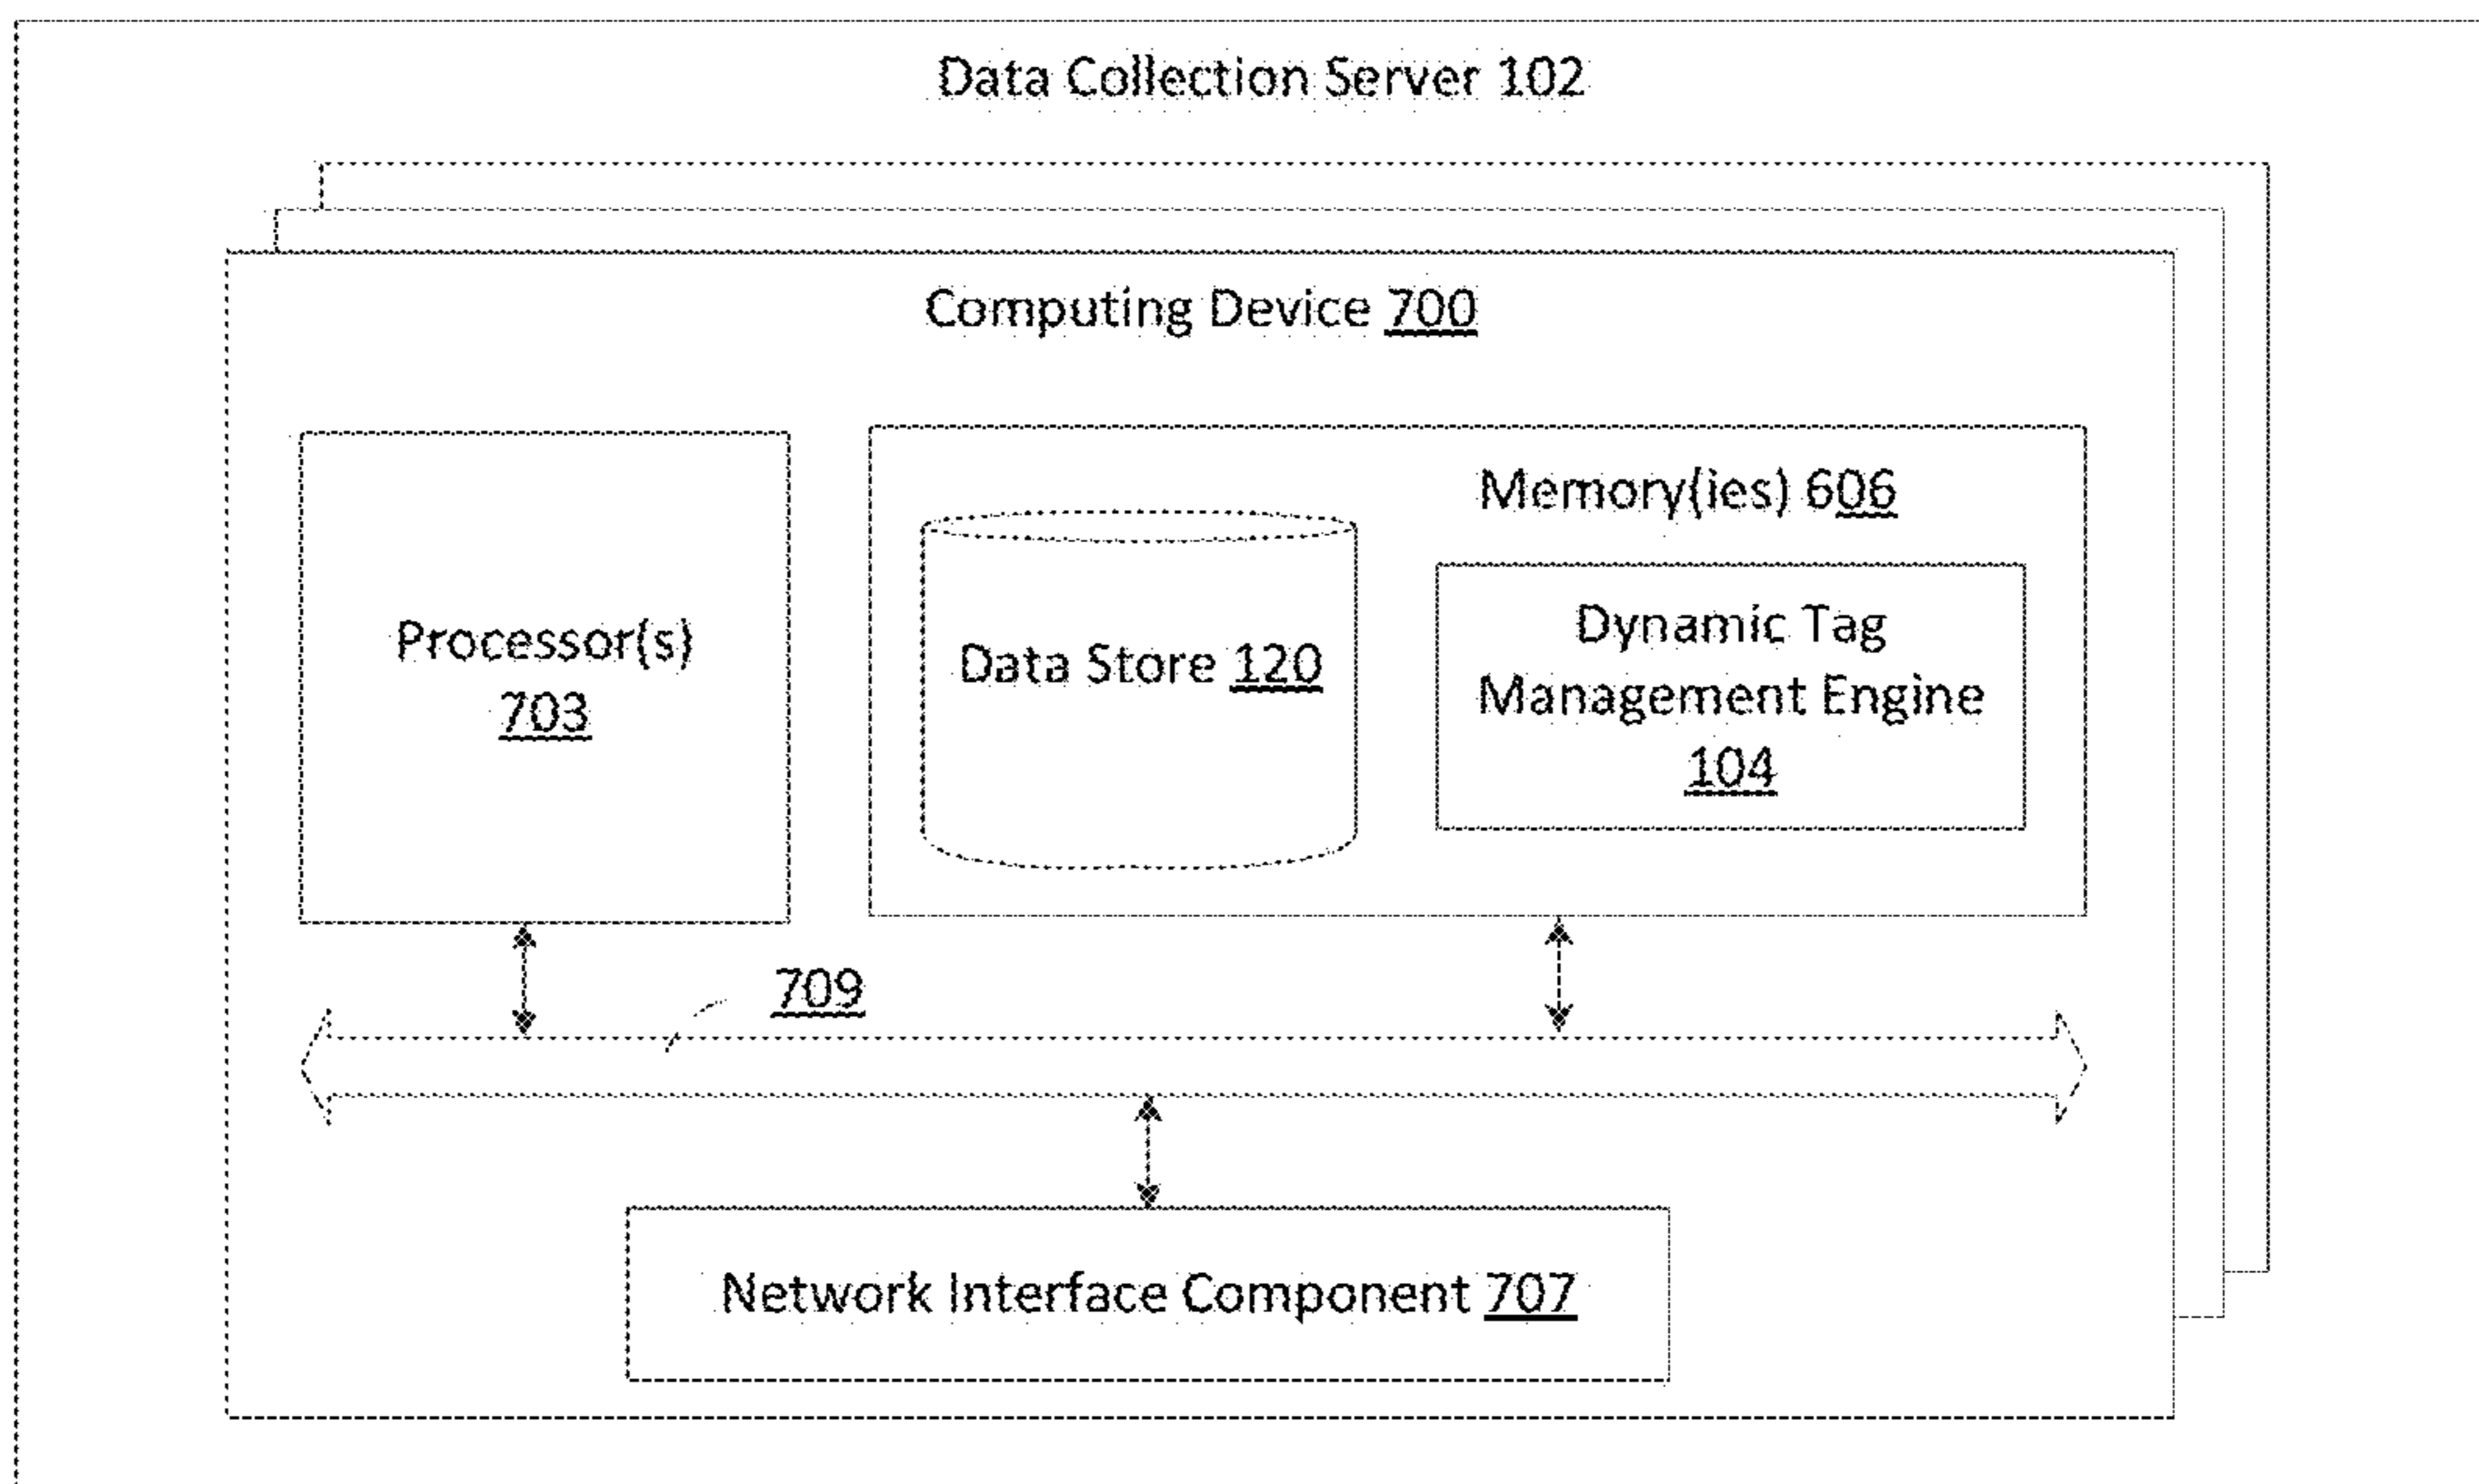 Data Collection Server 102
Computing Device 700
Memory(ies) 606
Processor(s)
703
Data Store 120
Dynamic Tag
Management Engine
104
709
Network Interface Component 707